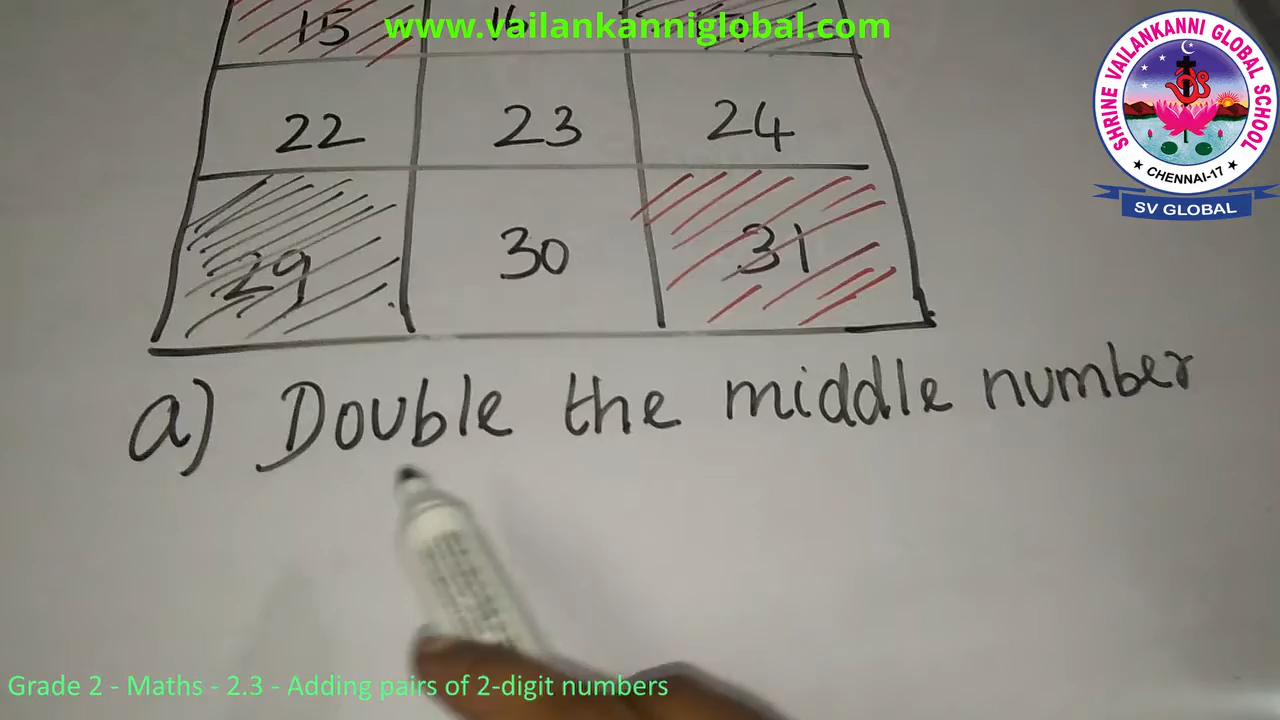 www.vailankanniglobal.com
15 16
22 23 24
29 30 31
a) Double the middle number
SHRINE VAILANKANNI GLOBAL SCHOOL
CHENNAI-17
SV GLOBAL
Grade 2 - Maths - 2.3 - Adding pairs of 2-digit numbers